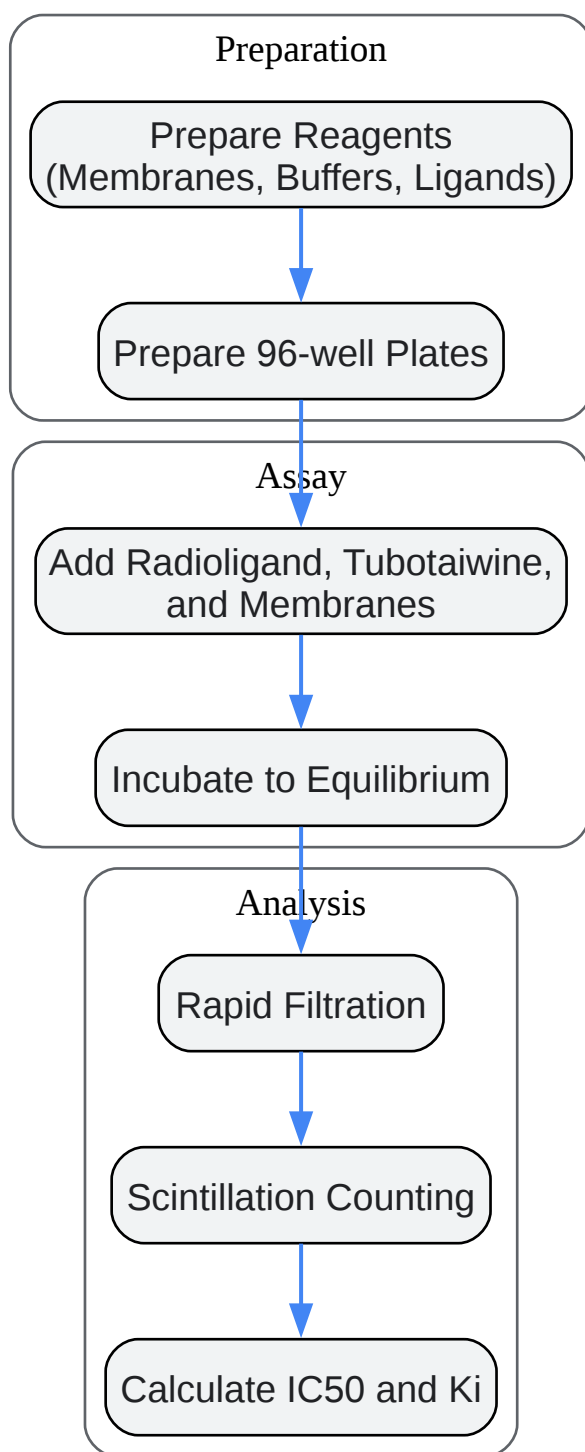 Preparation
Prepare Reagents
(Membranes, Buffers, Ligands)
Prepare 96-well Plates
Assay
Add Radioligand, Tubotaiwine,
and Membranes
Incubate to Equilibrium
Analysis
Rapid Filtration
Scintillation Counting
Calculate IC50 and Ki